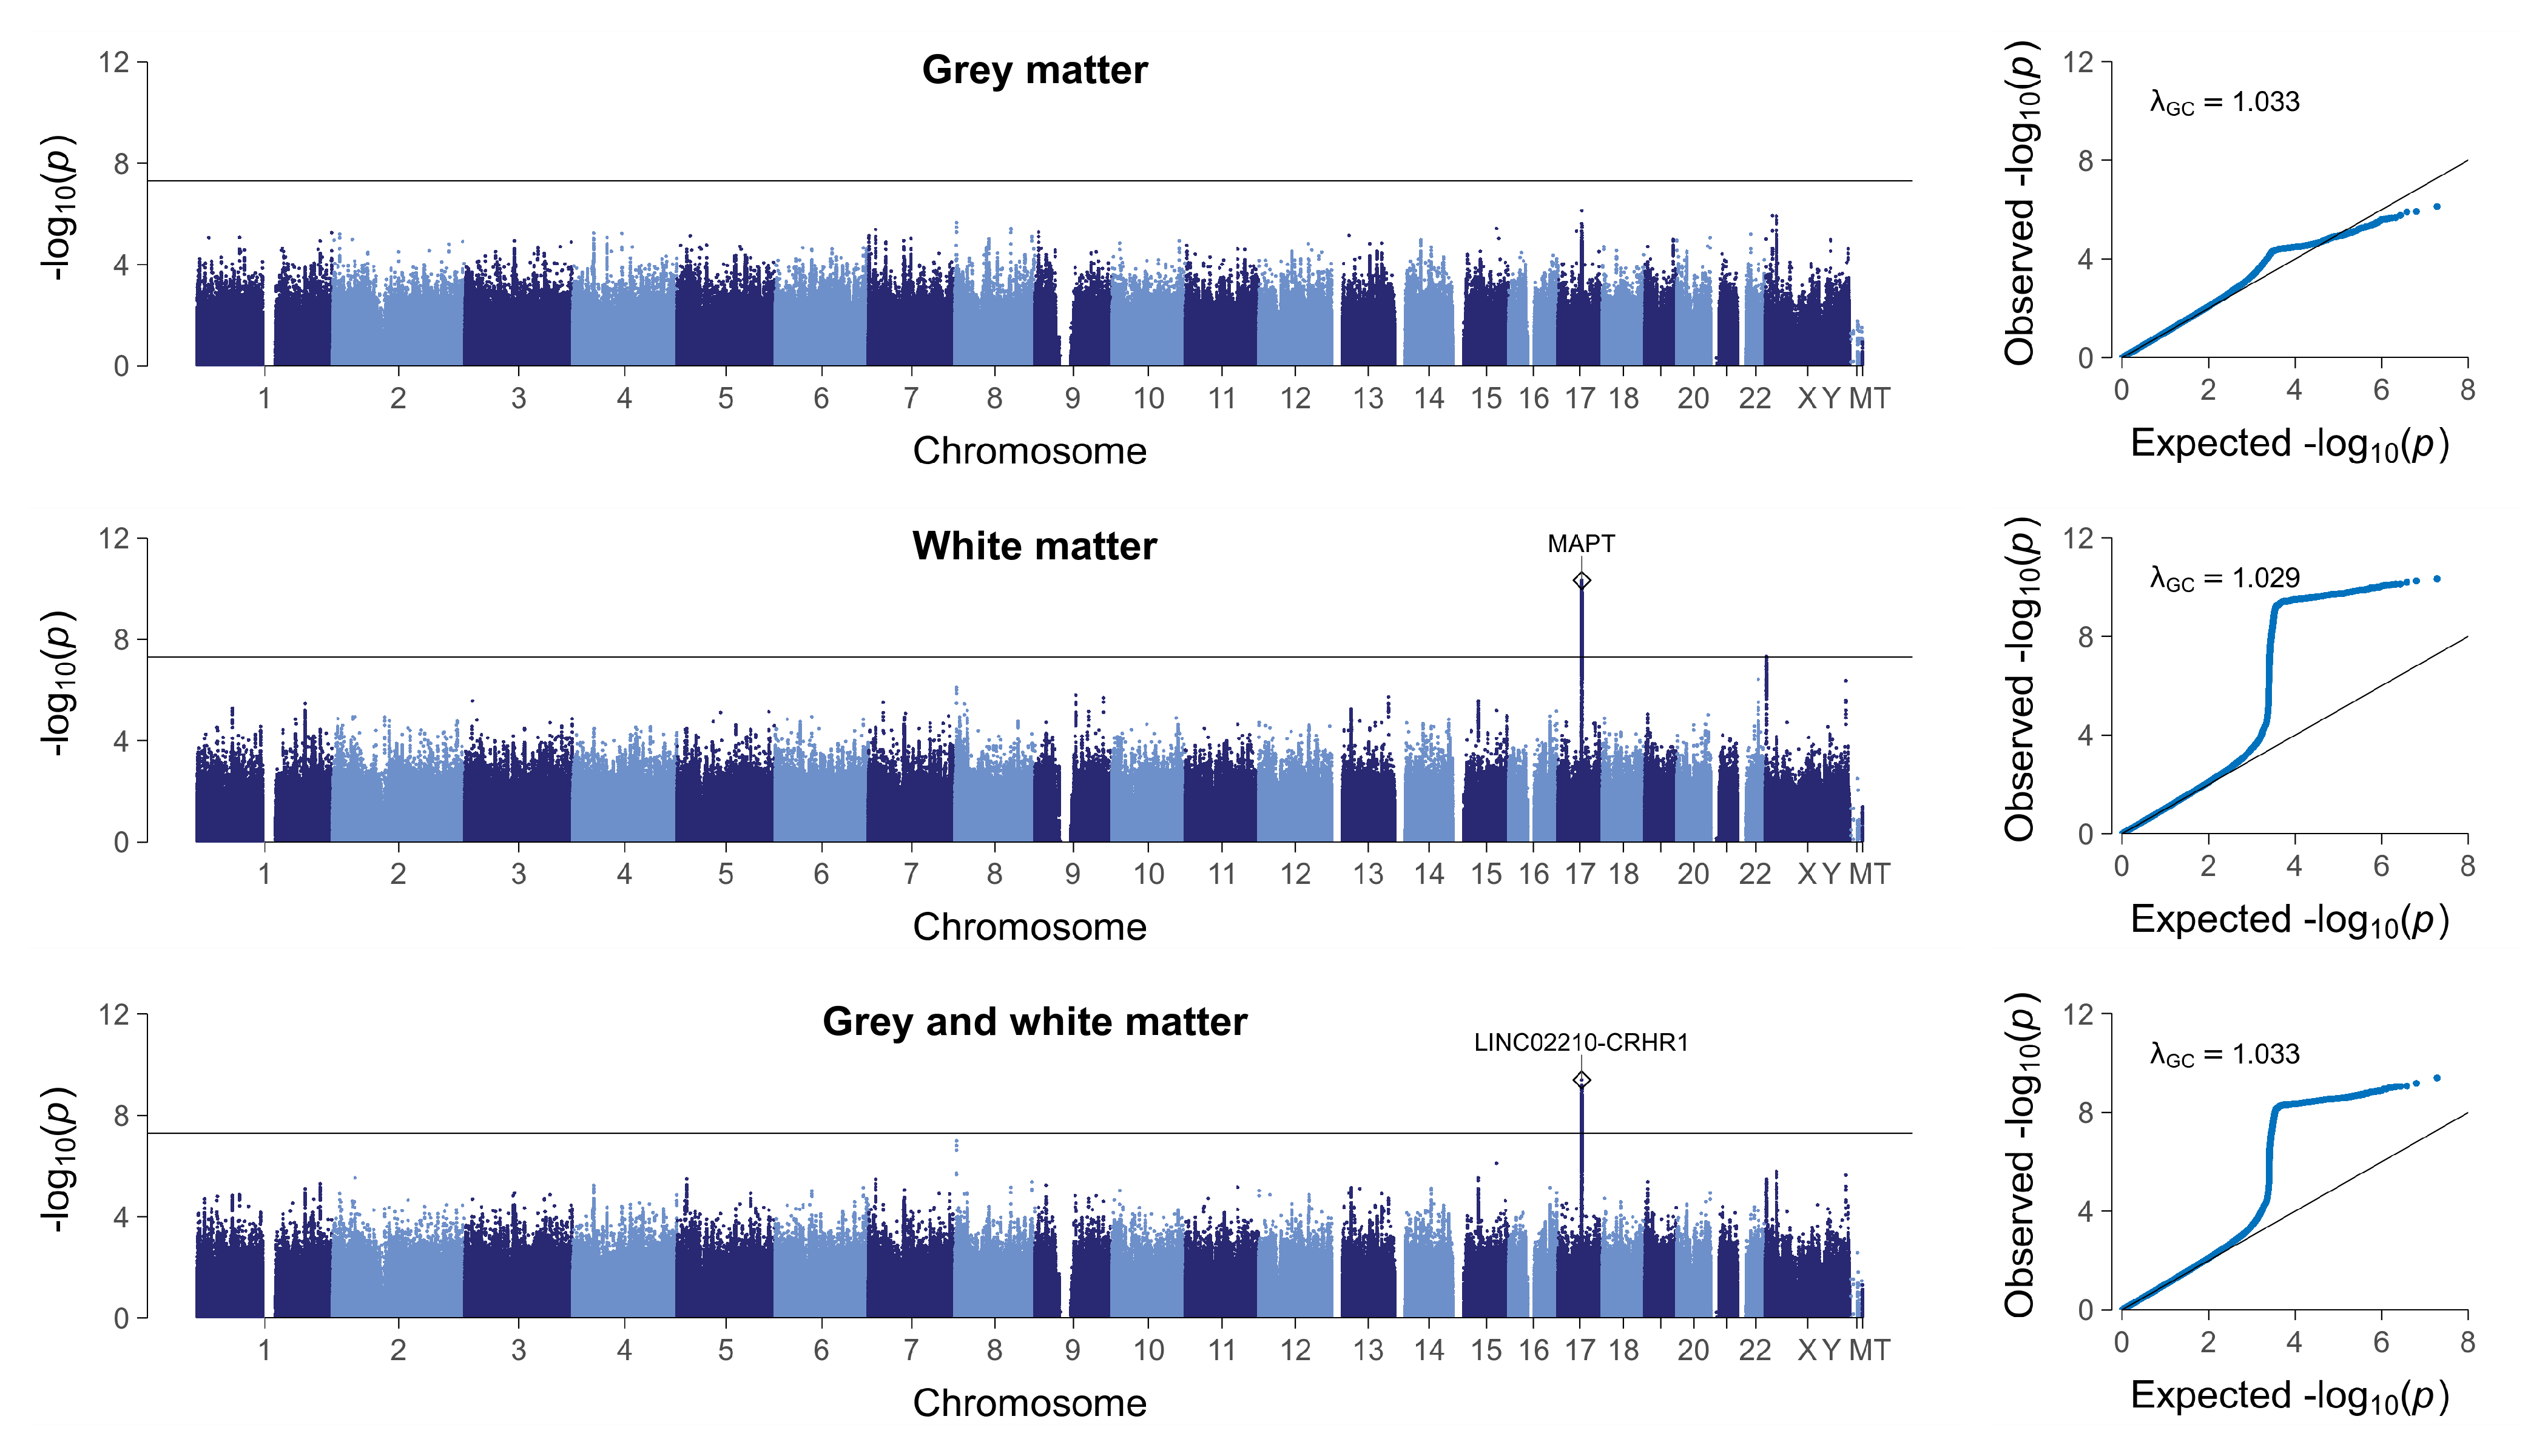 Grey matter
12
8
4
0
-log10(p)
1 2 3 4 5 6 7 8 9 10 11 12 13 14 15 16 17 18 20 22 X Y MT
Chromosome
12
8
4
0
Observed -log10(p)
λGC = 1.033
0 2 4 6 8
Expected -log10(p)
White matter
MAPT
12
8
4
0
-log10(p)
1 2 3 4 5 6 7 8 9 10 11 12 13 14 15 16 17 18 20 22 X Y MT
Chromosome
12
8
4
0
Observed -log10(p)
λGC = 1.029
0 2 4 6 8
Expected -log10(p)
Grey and white matter
LINC02210-CRHR1
12
8
4
0
-log10(p)
1 2 3 4 5 6 7 8 9 10 11 12 13 14 15 16 17 18 20 22 X Y MT
Chromosome
12
8
4
0
Observed -log10(p)
λGC = 1.033
0 2 4 6 8
Expected -log10(p)